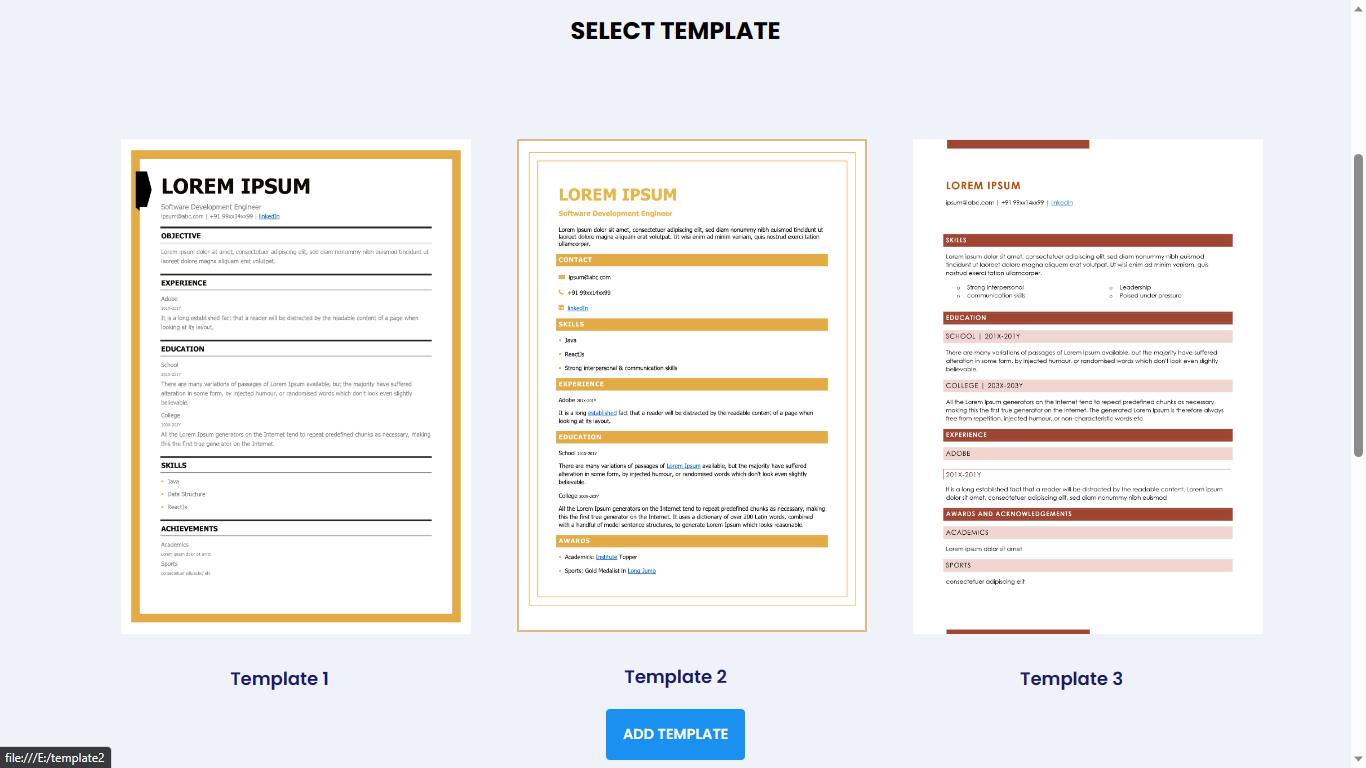 SELECT TEMPLATE
LOREM IPSUM
Software Development Engineer
ipsum@abc.com | +91 99xx14xx99 | linkedIn
OBJECTIVE
Lorem ipsum dolor sit amet, consectetuer adipiscing elit, sed diam nonummy nibh euismod tincidunt ut
laoreet dolore magna aliquam erat volutpat.
EXPERIENCE
Adobe
201X-201Y
It is a long established fact that a reader will be distracted by the readable content of a page when
looking at its layout.
EDUCATION
School
201X-201Y
There are many variations of passages of Lorem Ipsum available, but the majority have suffered
alteration in some form, by injected humour, or randomised words which don't look even slightly
believable.
College
All the Lorem Ipsum generators on the Internet tend to repeat predefined chunks as necessary, making
this the first true generator on the Internet.
SKILLS
• Java
• Data Structure
• ReactJs
ACHIEVEMENTS
Academics
Lorem ipsum dolor sit amet
Sports
consectetuer adipiscing elit
LOREM IPSUM
Software Development Engineer
Lorem ipsum dolor sit amet, consectetuer adipiscing elit, sed diam nonummy nibh euismod tincidunt ut
laoreet dolore magna aliquam erat volutpat. Ut wisi enim ad minim veniam, quis nostrud exerci tation
ullamcorper.
CONTACT
ipsum@abc.com
+91 99xx14xx99
linkedIn
SKILLS
• Java
• ReactJs
• Strong interpersonal & communication skills
EXPERIENCE
Adobe 201X-201Y
It is a long established fact that a reader will be distracted by the readable content of a page when
looking at its layout.
EDUCATION
School 201X-201Y
There are many variations of passages of Lorem Ipsum available, but the majority have suffered
alteration in some form, by injected humour, or randomised words which don't look even slightly
believable.
College
All the Lorem Ipsum generators on the Internet tend to repeat predefined chunks as necessary, making
this the first true generator on the Internet. It uses a dictionary of over 200 Latin words, combined
with a handful of model sentence structures, to generate Lorem Ipsum which looks reasonable.
AWARDS
• Academics: Institute Topper
• Sports: Gold Medalist in Long Jump
LOREM IPSUM
ipsum@abc.com | +91 99xx14xx99 | linkedIn
SKILLS
Lorem ipsum dolor sit amet, consectetuer adipiscing elit, sed diam nonummy nibh euismod
tincidunt ut laoreet dolore magna aliquam erat volutpat. Ut wisi enim ad minim veniam, quis
nostrud exerci tation ullamcorper.
o Strong interpersonal
o communication skills
o Leadership
o Poised under pressure
EDUCATION
SCHOOL | 201X-201Y
There are many variations of passages of Lorem Ipsum available, but the majority have suffered
alteration in some form, by injected humour, or randomised words which don't look even slightly
believable.
COLLEGE | 203X-203Y
All the Lorem Ipsum generators on the Internet tend to repeat predefined chunks as necessary,
making this the first true generator on the Internet. The generated Lorem Ipsum is therefore always
free from repetition, injected humour, or non-characteristic words etc.
EXPERIENCE
ADOBE
201X-201Y
It is a long established fact that a reader will be distracted by the readable content. Lorem ipsum
dolor sit amet, consectetuer adipiscing elit, sed diam nonummy nibh euismod
AWARDS AND ACKNOWLEDGEMENTS
ACADEMICS
Lorem ipsum dolor sit amet
SPORTS
consectetuer adipiscing elit
Template 1
Template 2
Template 3
ADD TEMPLATE
file:///E:/template2